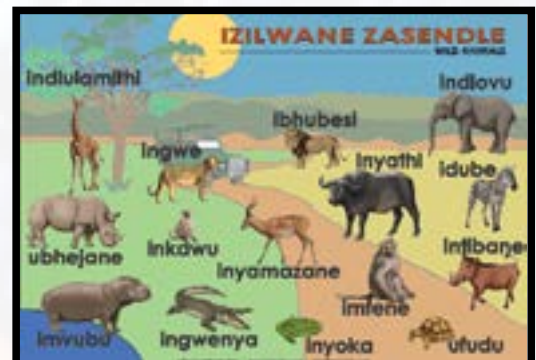 IZILWANE ZASENDLE
WILD ANIMALS
Indlulamithi
Indlovu
Ibhubesi
Ingwe
Inyathi
idube
ubhejane
Inkawu
Inyamazane
Intibane
imfene
imvubu
Ingwenya
Inyoka
ufudu